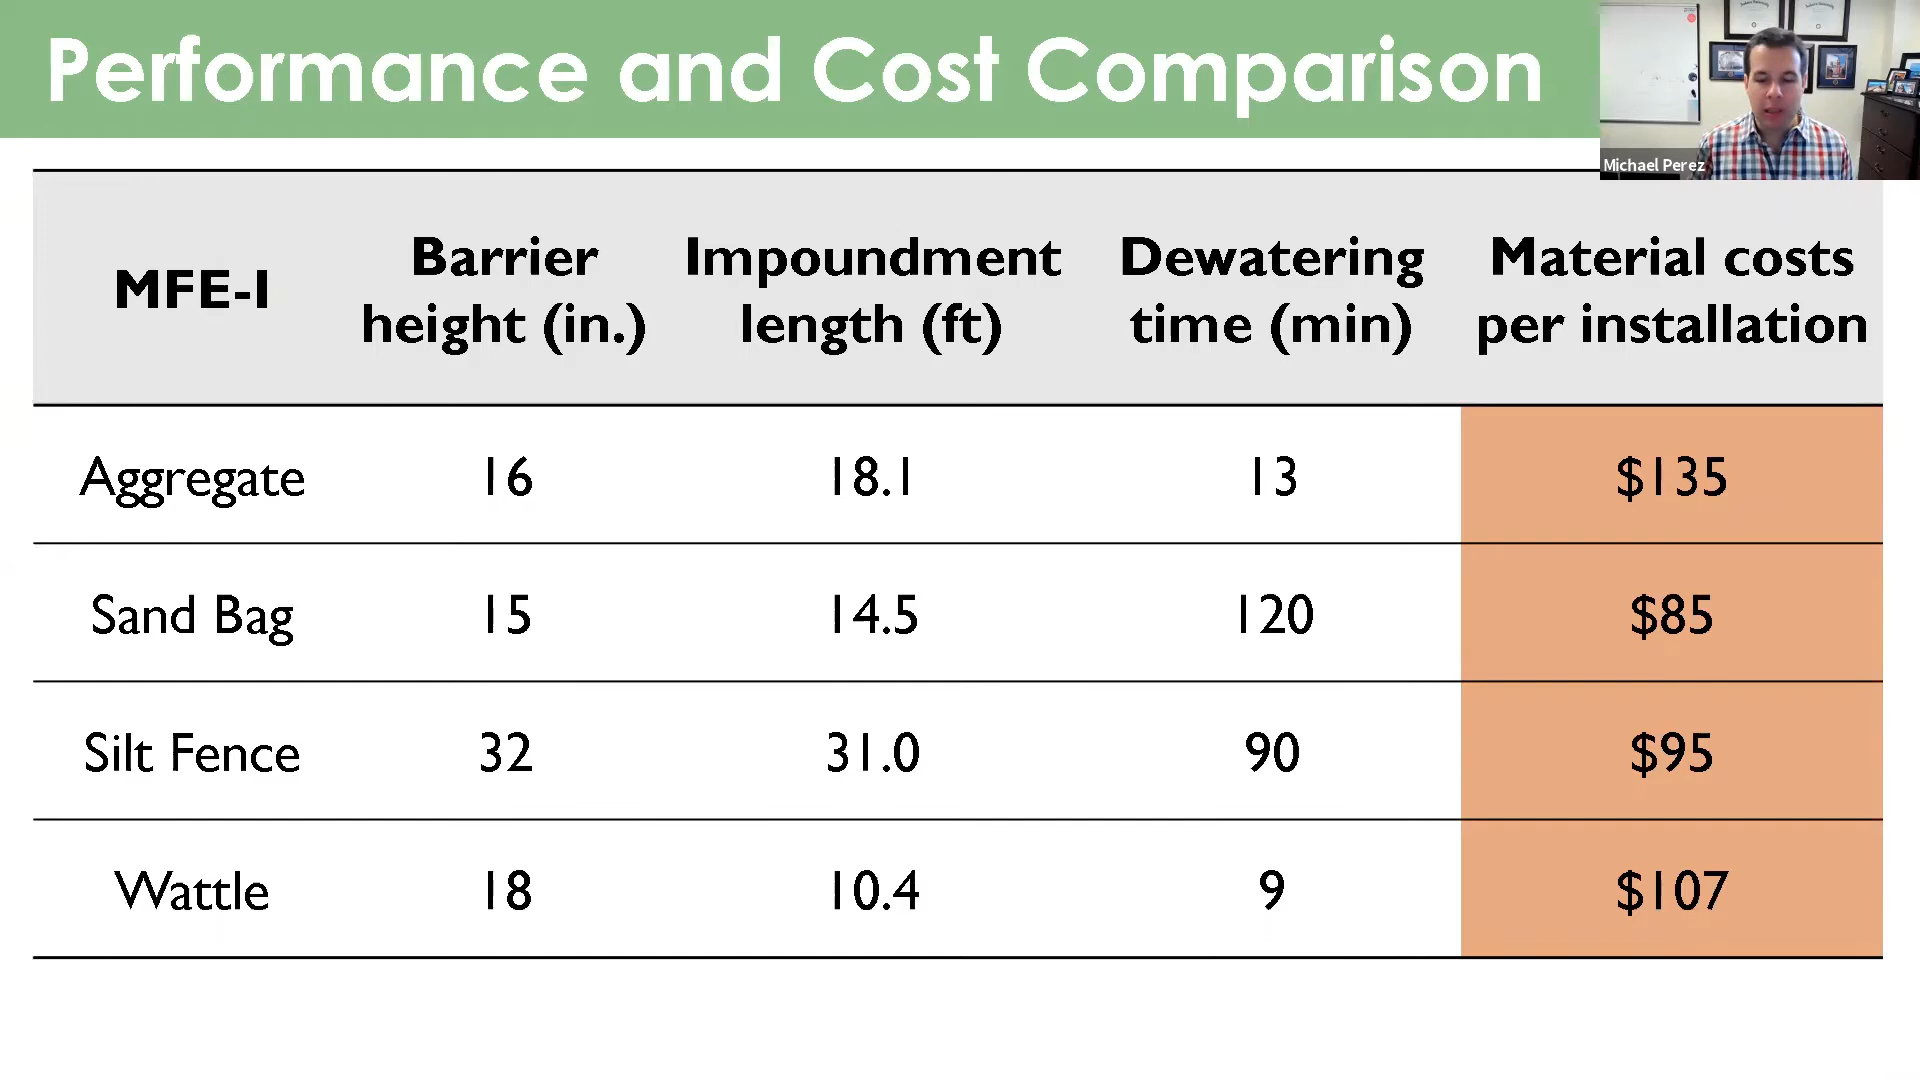 Performance and Cost Comparison
Michael Perez
MFE-I
Barrier
height (in.)
Impoundment
length (ft)
Dewatering
time (min)
Material costs
per installation
Aggregate 16 18.1 13 $135
Sand Bag 15 14.5 120 $85
Silt Fence 32 31.0 90 $95
Wattle 18 10.4 9 $107